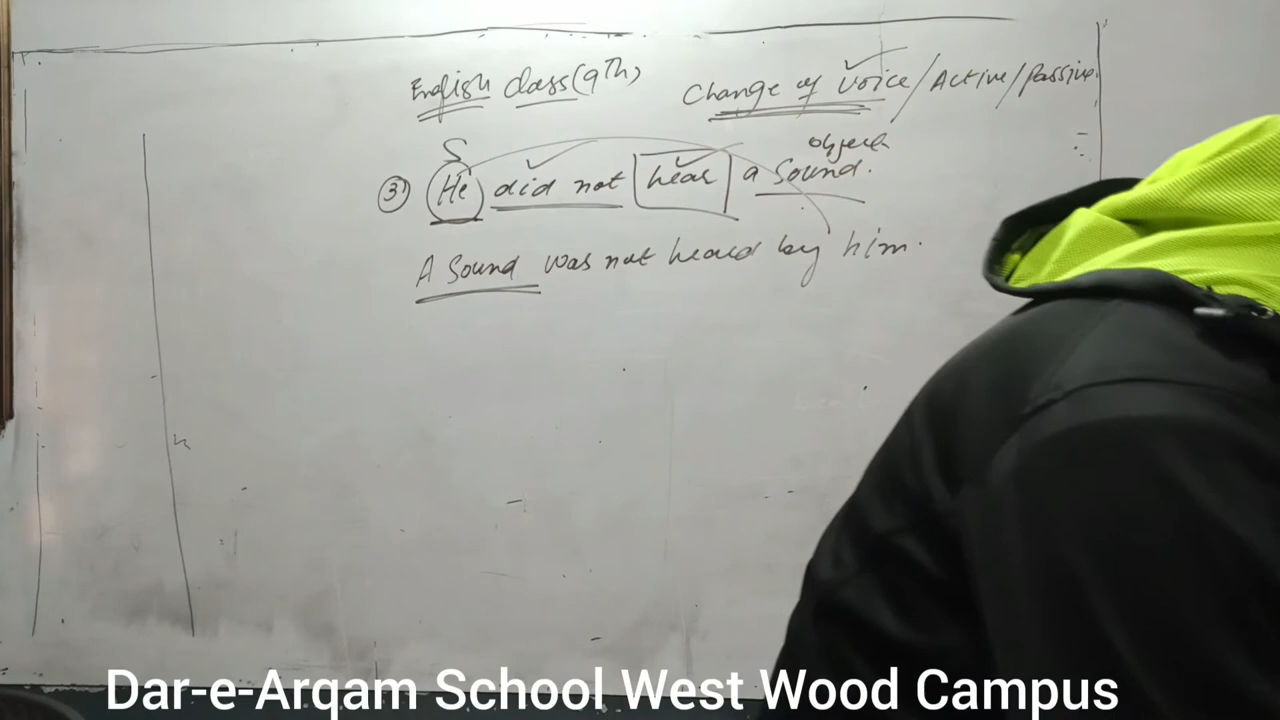 English class (9th) Change of voice / Active / Passive
S object
③ He did not hear a sound.
A sound was not heard by him.
Dar-e-Arqam School West Wood Campus